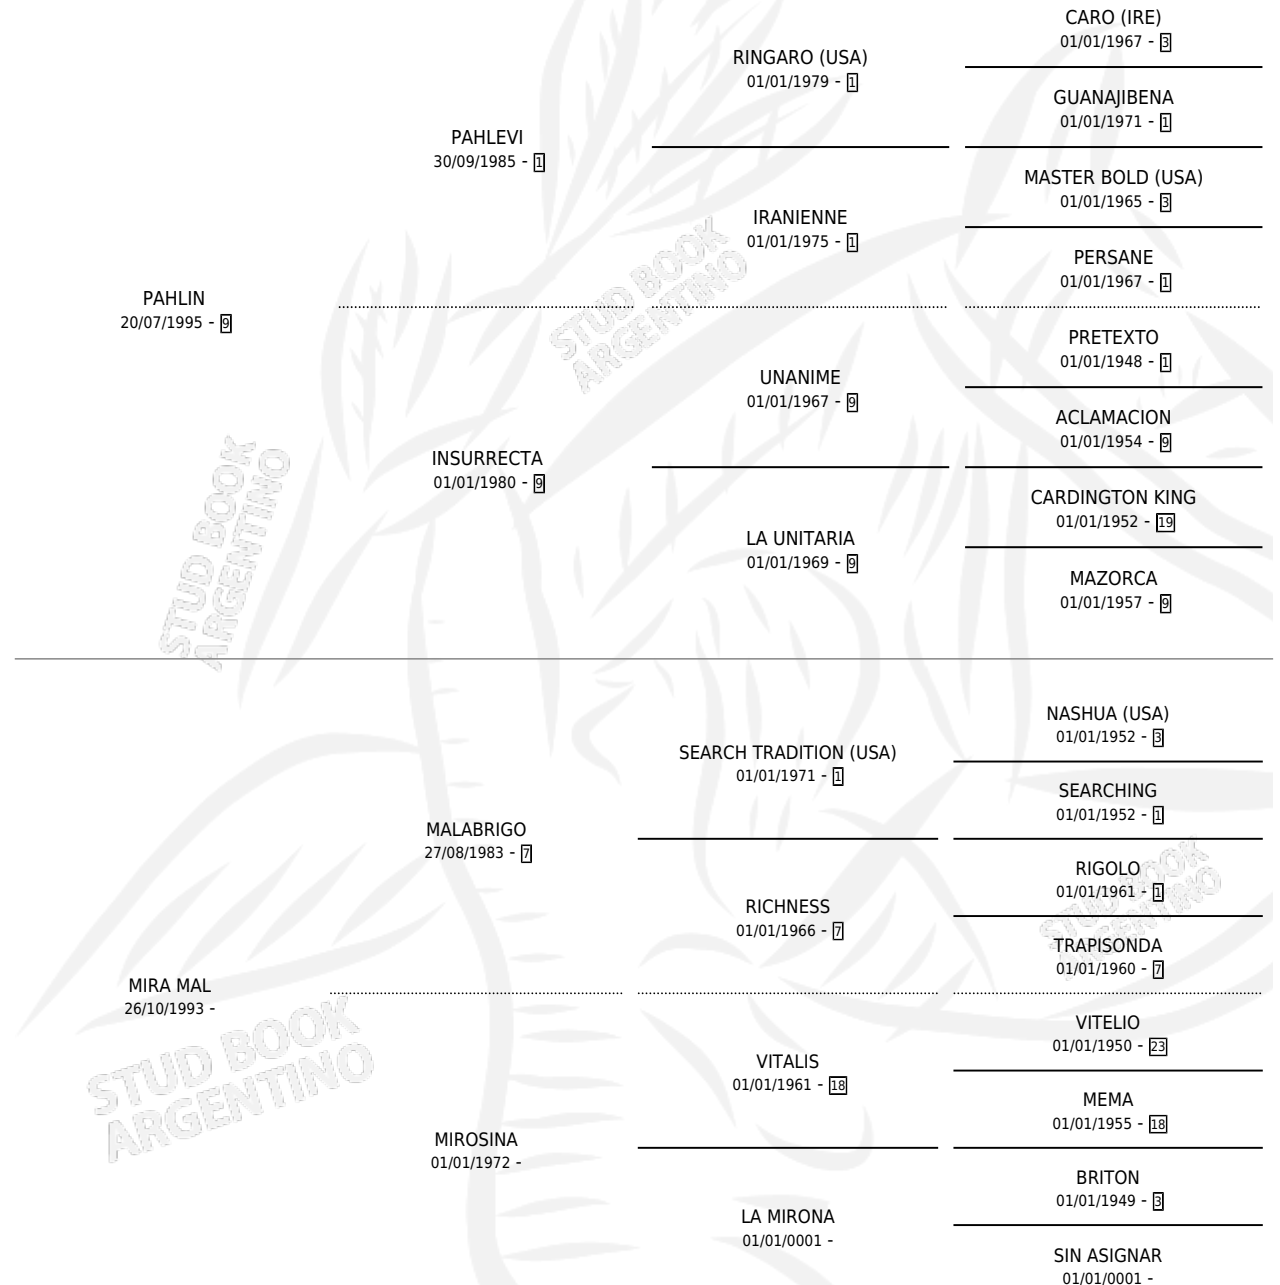 CARO (IRE)
01/01/1967 - 3
RINGARO (USA)
01/01/1979 - 1
GUANAJIBENA
01/01/1971 - 1
PAHLEVI
30/09/1985 - 1
MASTER BOLD (USA)
01/01/1965 - 3
IRANIENNE
01/01/1975 - 1
PERSANE
01/01/1967 - 1
PAHLIN
20/07/1995 - 9
STUD BOOK
ARGENTINO
PRETEXTO
01/01/1948 - 1
UNANIME
01/01/1967 - 9
ACLAMACION
01/01/1954 - 9
INSURRECTA
01/01/1980 - 9
CARDINGTON KING
01/01/1952 - 19
LA UNITARIA
01/01/1969 - 9
MAZORCA
01/01/1957 - 9
STUD BOOK
ARGENTINO
NASHUA (USA)
01/01/1952 - 3
SEARCH TRADITION (USA)
01/01/1971 - 1
SEARCHING
01/01/1952 - 1
MALABRIGO
27/08/1983 - 7
RIGOLO
01/01/1961 - 1
RICHNESS
01/01/1966 - 7
TRAPISONDA
01/01/1960 - 7
STUD BOOK
ARGENTINO
MIRA MAL
26/10/1993 -
VITELIO
01/01/1950 - 23
VITALIS
01/01/1961 - 18
MEMA
01/01/1955 - 18
STUD BOOK
ARGENTINO
MIROSINA
01/01/1972 -
BRITON
01/01/1949 - 3
LA MIRONA
01/01/0001 -
SIN ASIGNAR
01/01/0001 -